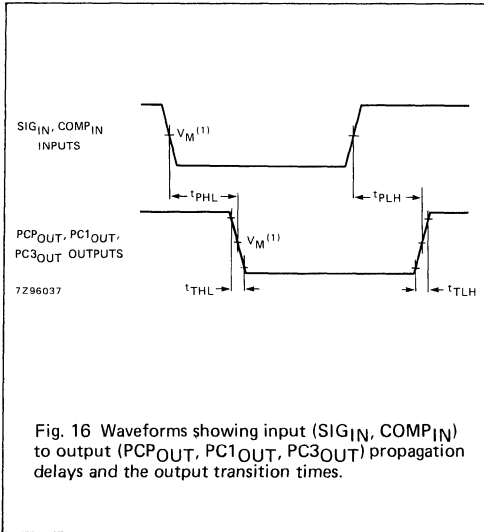 SIGIN, COMPIN
INPUTS
VM(1)
tPHL
tPLH
PCPOUT, PC1OUT,
PC3OUT OUTPUTS
VM(1)
7Z96037
tTHL
tTLH
Fig. 16 Waveforms showing input (SIGIN, COMPIN)
to output (PCPOUT, PC1OUT, PC3OUT) propagation
delays and the output transition times.